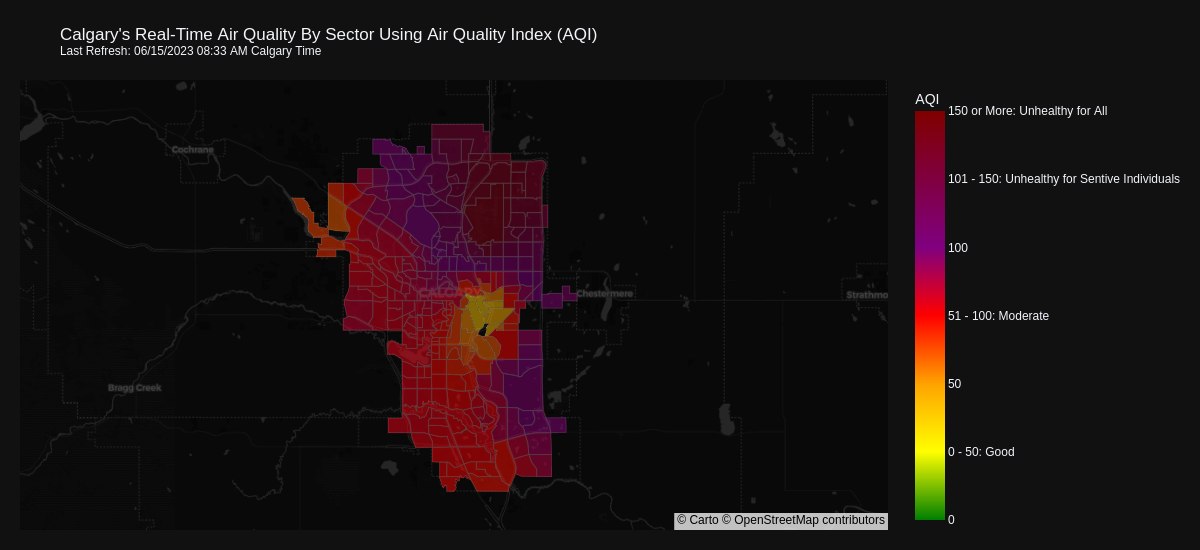 Calgary's Real-Time Air Quality By Sector Using Air Quality Index (AQI)
Last Refresh: 06/15/2023 08:33 AM Calgary Time
AQI
150 or More: Unhealthy for All
Cochrane
101 - 150: Unhealthy for Sentive Individuals
100
CALGARY
Chestermere
Strathmo
51 - 100: Moderate
50
Bragg Creek
0 - 50: Good
0
© Carto © OpenStreetMap contributors